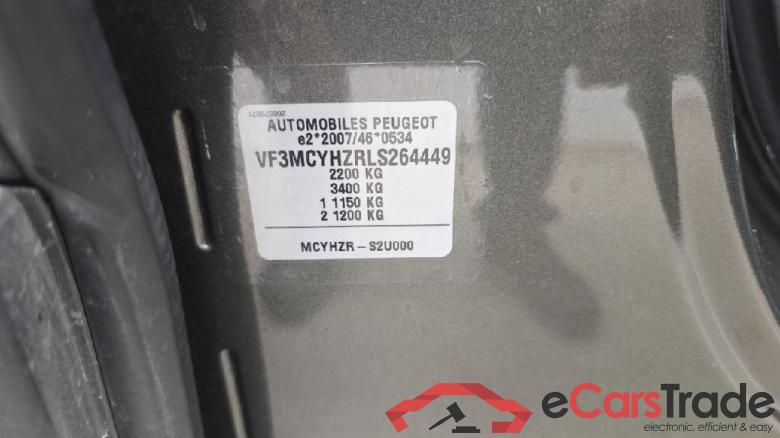 AUTOMOBILES PEUGEOT
e2*2007/46*0534
VF3MCYHZRLS264449
2200 KG
3400 KG
1 1150 KG
2 1200 KG
MCYHZR - S2U000
eCarsTrade
electronic, efficient & easy